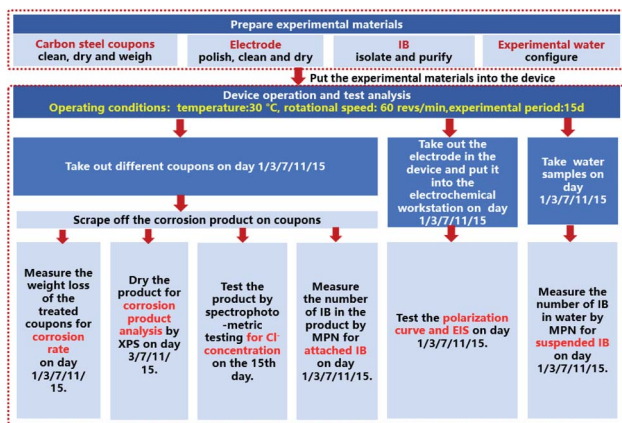 Prepare experimental materials
Carbon steel coupons
clean, dry and weigh
Electrode
polish, clean and dry
IB
isolate and purify
Experimental water
configure
Put the experimental materials into the device
Device operation and test analysis
Operating conditions: temperature:30 °C, rotational speed: 60 revs/min,experimental period:15d
Take out different coupons on day 1/3/7/11/15
Scrape off the corrosion product on coupons
Take out the
electrode in the
device and put it
into the
electrochemical
workstation on day
1/3/7/11/15
Take water
samples on
day
1/3/7/11/15
Measure the
weight loss
of the
treated
coupons for
corrosion
rate
on day
1/3/7/11/
15.
Dry the
product for
corrosion
product
analysis by
XPS on day
3/7/11/
15.
Test the
product by
spectrophoto
-metric
testing for Cl⁻
concentration
on the 15th
day.
Measure
the number
of IB in the
product by
MPN for
attached IB
on day
1/3/7/11/15.
Test the polarization
curve and EIS on day
1/3/7/11/15.
Measure the
number of IB
in water by
MPN for
suspended IB
on day
1/3/7/11/15.